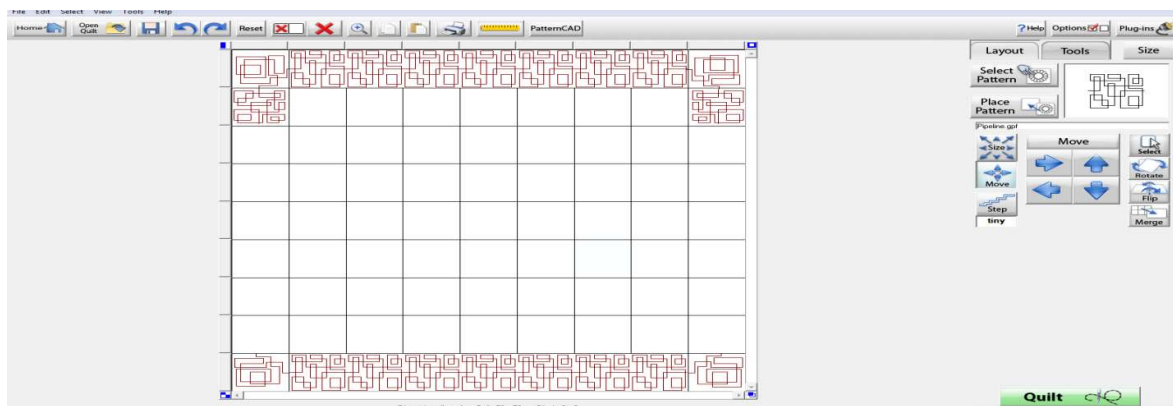 File Edit Select View Tools Help
Home Open Quilt Reset PatternCAD ?Help Options Plug-ins
Layout Tools Size
Select Pattern
Place Pattern
Pipeline.gpf
Size Move Select
Move Rotate
Step Flip
tiny Merge
Quilt